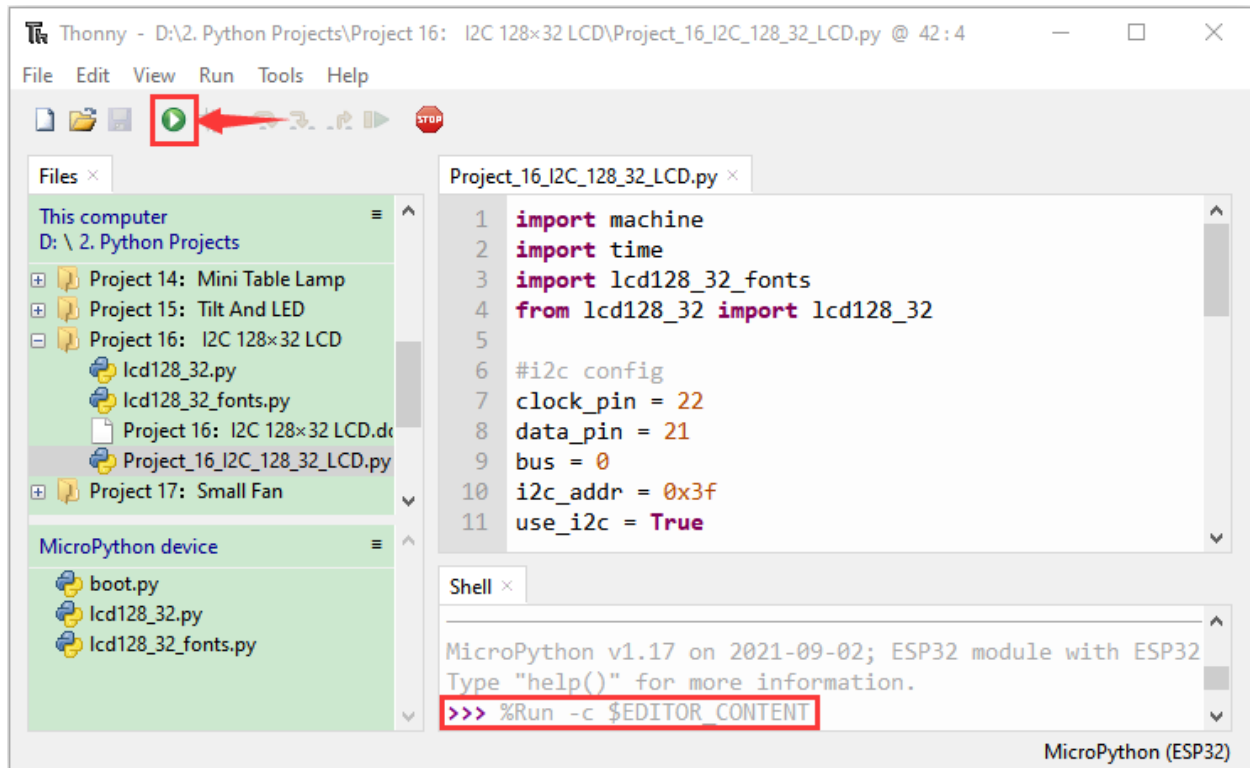 Thonny - D:\2. Python Projects\Project 16： I2C 128×32 LCD\Project_16_I2C_128_32_LCD.py @ 42 : 4
File Edit View Run Tools Help
STOP
Files ×
This computer
D: \ 2. Python Projects
Project 14： Mini Table Lamp
Project 15： Tilt And LED
Project 16： I2C 128×32 LCD
lcd128_32.py
lcd128_32_fonts.py
Project 16： I2C 128×32 LCD.do
Project_16_I2C_128_32_LCD.py
Project 17： Small Fan
MicroPython device
boot.py
lcd128_32.py
lcd128_32_fonts.py
Project_16_I2C_128_32_LCD.py ×
1 import machine
2 import time
3 import lcd128_32_fonts
4 from lcd128_32 import lcd128_32
5
6 #i2c config
7 clock_pin = 22
8 data_pin = 21
9 bus = 0
10 i2c_addr = 0x3f
11 use_i2c = True
Shell ×
MicroPython v1.17 on 2021-09-02; ESP32 module with ESP32
Type "help()" for more information.
>>> %Run -c $EDITOR_CONTENT
MicroPython (ESP32)